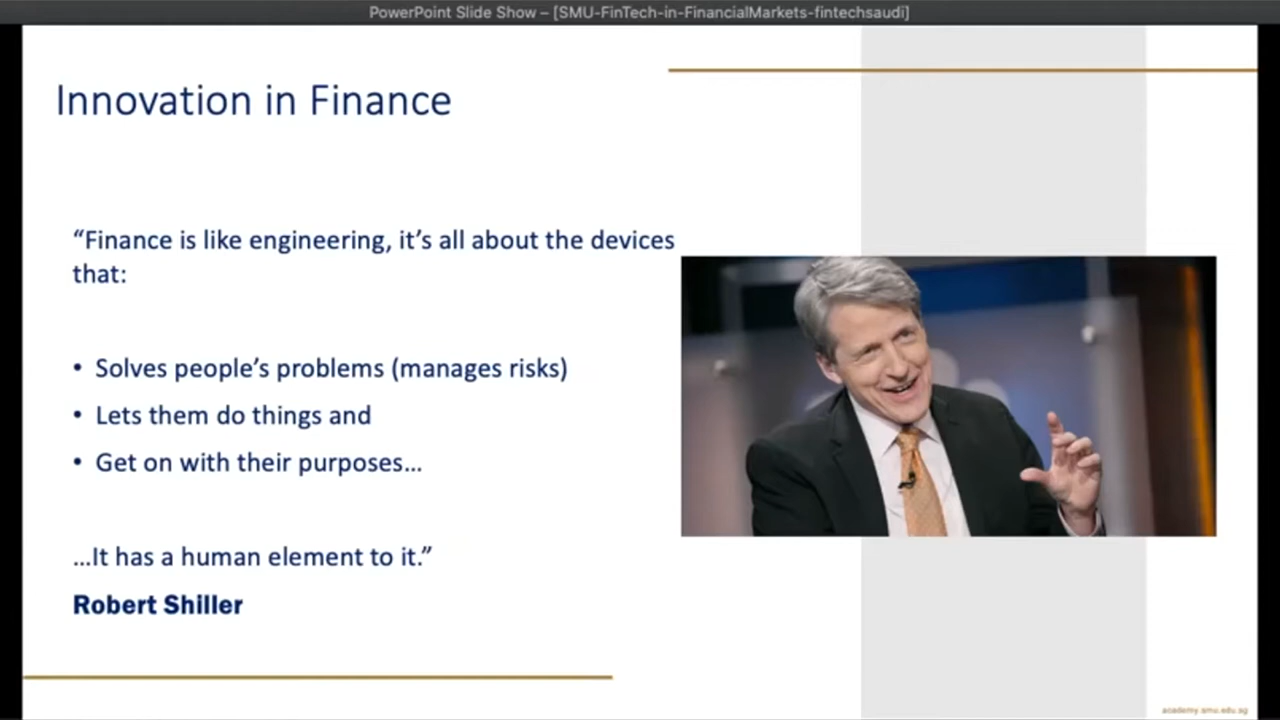 PowerPoint Slide Show – [SMU-FinTech-in-FinancialMarkets-fintechsaudi]
Innovation in Finance
“Finance is like engineering, it’s all about the devices
that:
• Solves people’s problems (manages risks)
• Lets them do things and
• Get on with their purposes…
…It has a human element to it.”
Robert Shiller
academy.smu.edu.sg